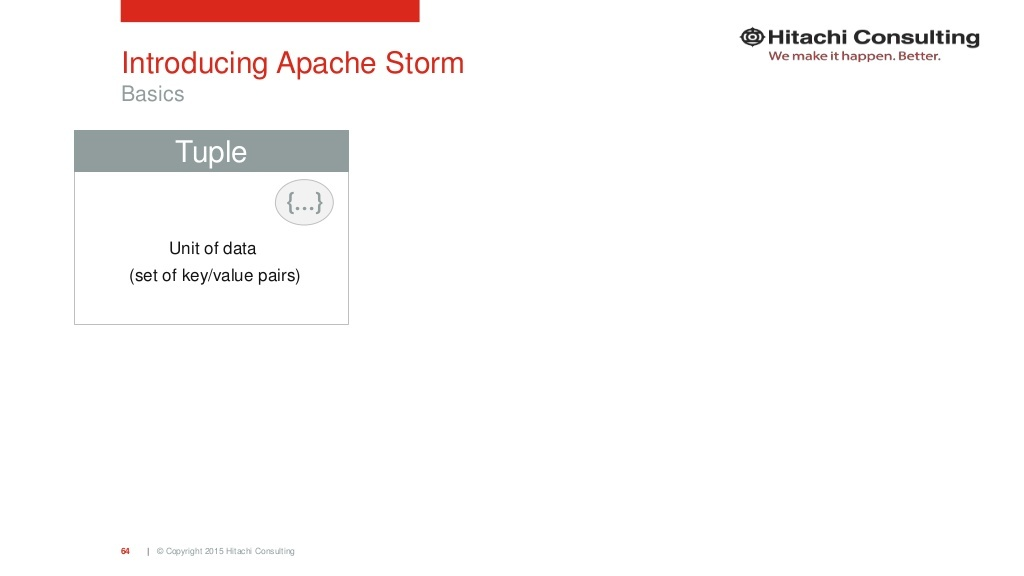 Hitachi Consulting
We make it happen. Better.
Introducing Apache Storm
Basics
Tuple
{...}
Unit of data
(set of key/value pairs)
64 | © Copyright 2015 Hitachi Consulting